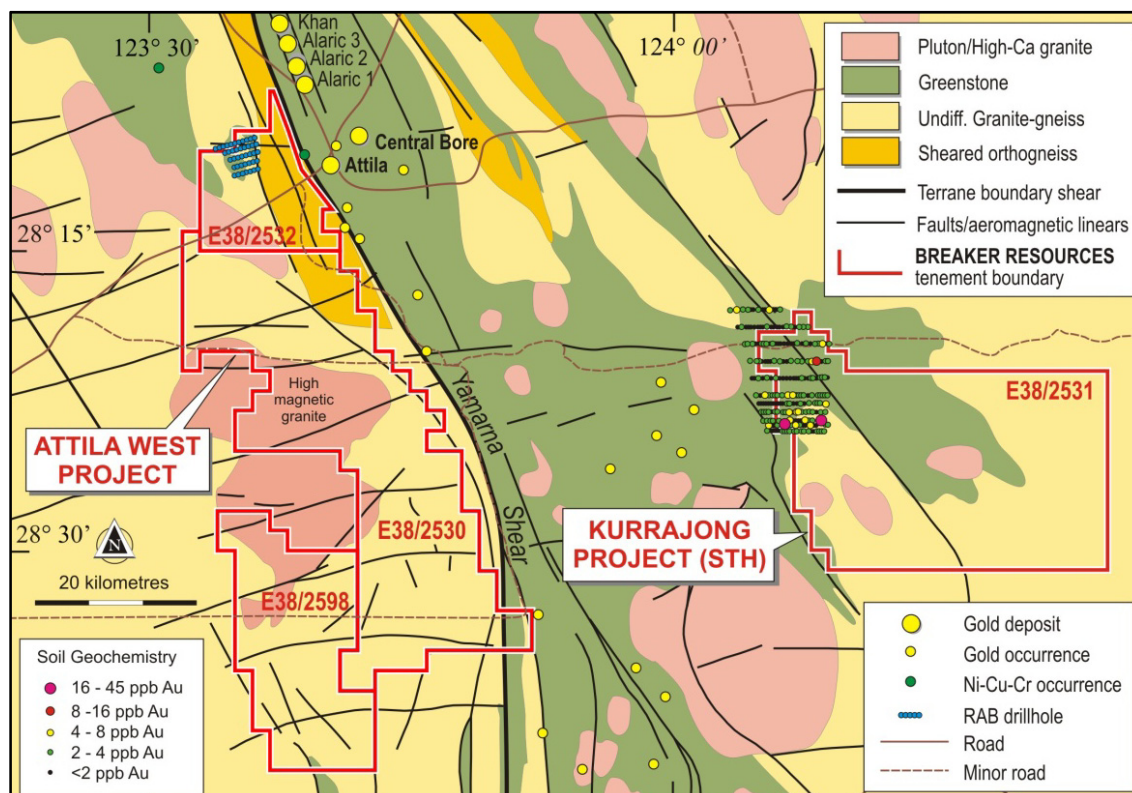 123° 30’
Khan
Alaric 3
Alaric 2
Alaric 1
Central Bore
Attila
124° 00’
Pluton/High-Ca granite
Greenstone
Undiff. Granite-gneiss
Sheared orthogneiss
Terrane boundary shear
Faults/aeromagnetic linears
BREAKER RESOURCES
tenement boundary
28° 15’
E38/2532
High
magnetic
granite
ATTILA WEST
PROJECT
Yamarna
Shear
E38/2531
28° 30’
N
20 kilometres
E38/2530
E38/2598
KURRAJONG
PROJECT (STH)
Soil Geochemistry
16 - 45 ppb Au
8 -16 ppb Au
4 - 8 ppb Au
2 - 4 ppb Au
<2 ppb Au
Gold deposit
Gold occurrence
Ni-Cu-Cr occurrence
RAB drillhole
Road
Minor road